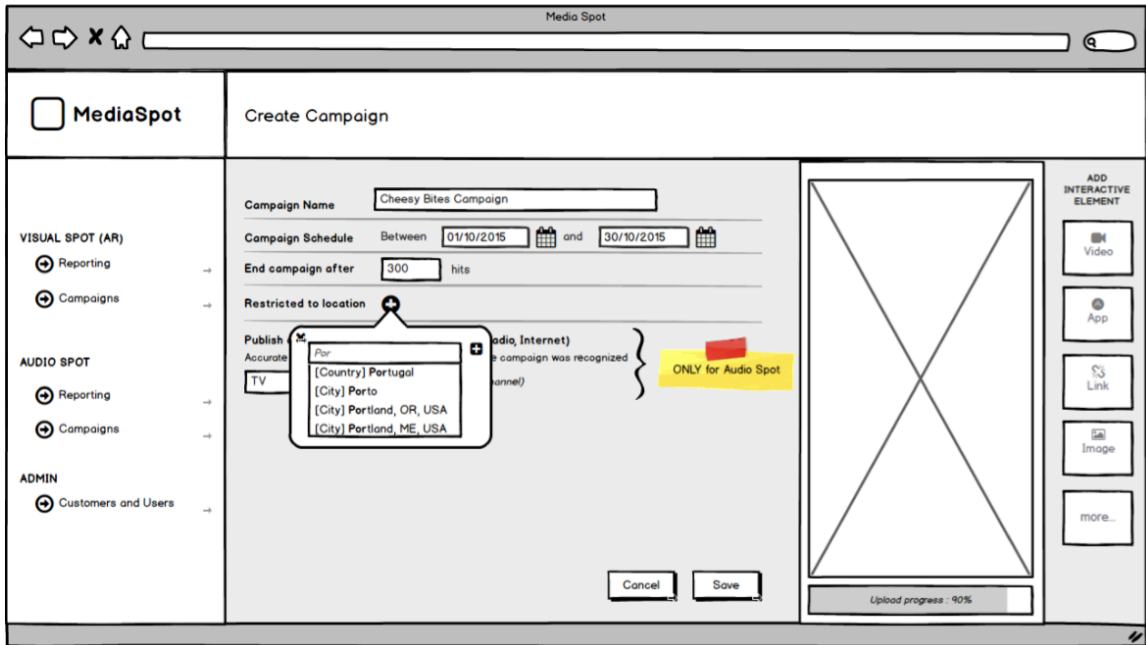 Media Spot
MediaSpot
Create Campaign
VISUAL SPOT (AR)
Reporting
Campaigns
AUDIO SPOT
Reporting
Campaigns
ADMIN
Customers and Users
Campaign Name Cheesy Bites Campaign
Campaign Schedule Between 01/10/2015 and 30/10/2015
End campaign after 300 hits
Restricted to location
Publish adio, Internet)
Accurate e campaign was recognized
TV annel)
Por
[Country] Portugal
[City] Porto
[City] Portland, OR, USA
[City] Portland, ME, USA
ONLY for Audio Spot
Cancel Save
Upload progress : 90%
ADD
INTERACTIVE
ELEMENT
Video
App
Link
Image
more...